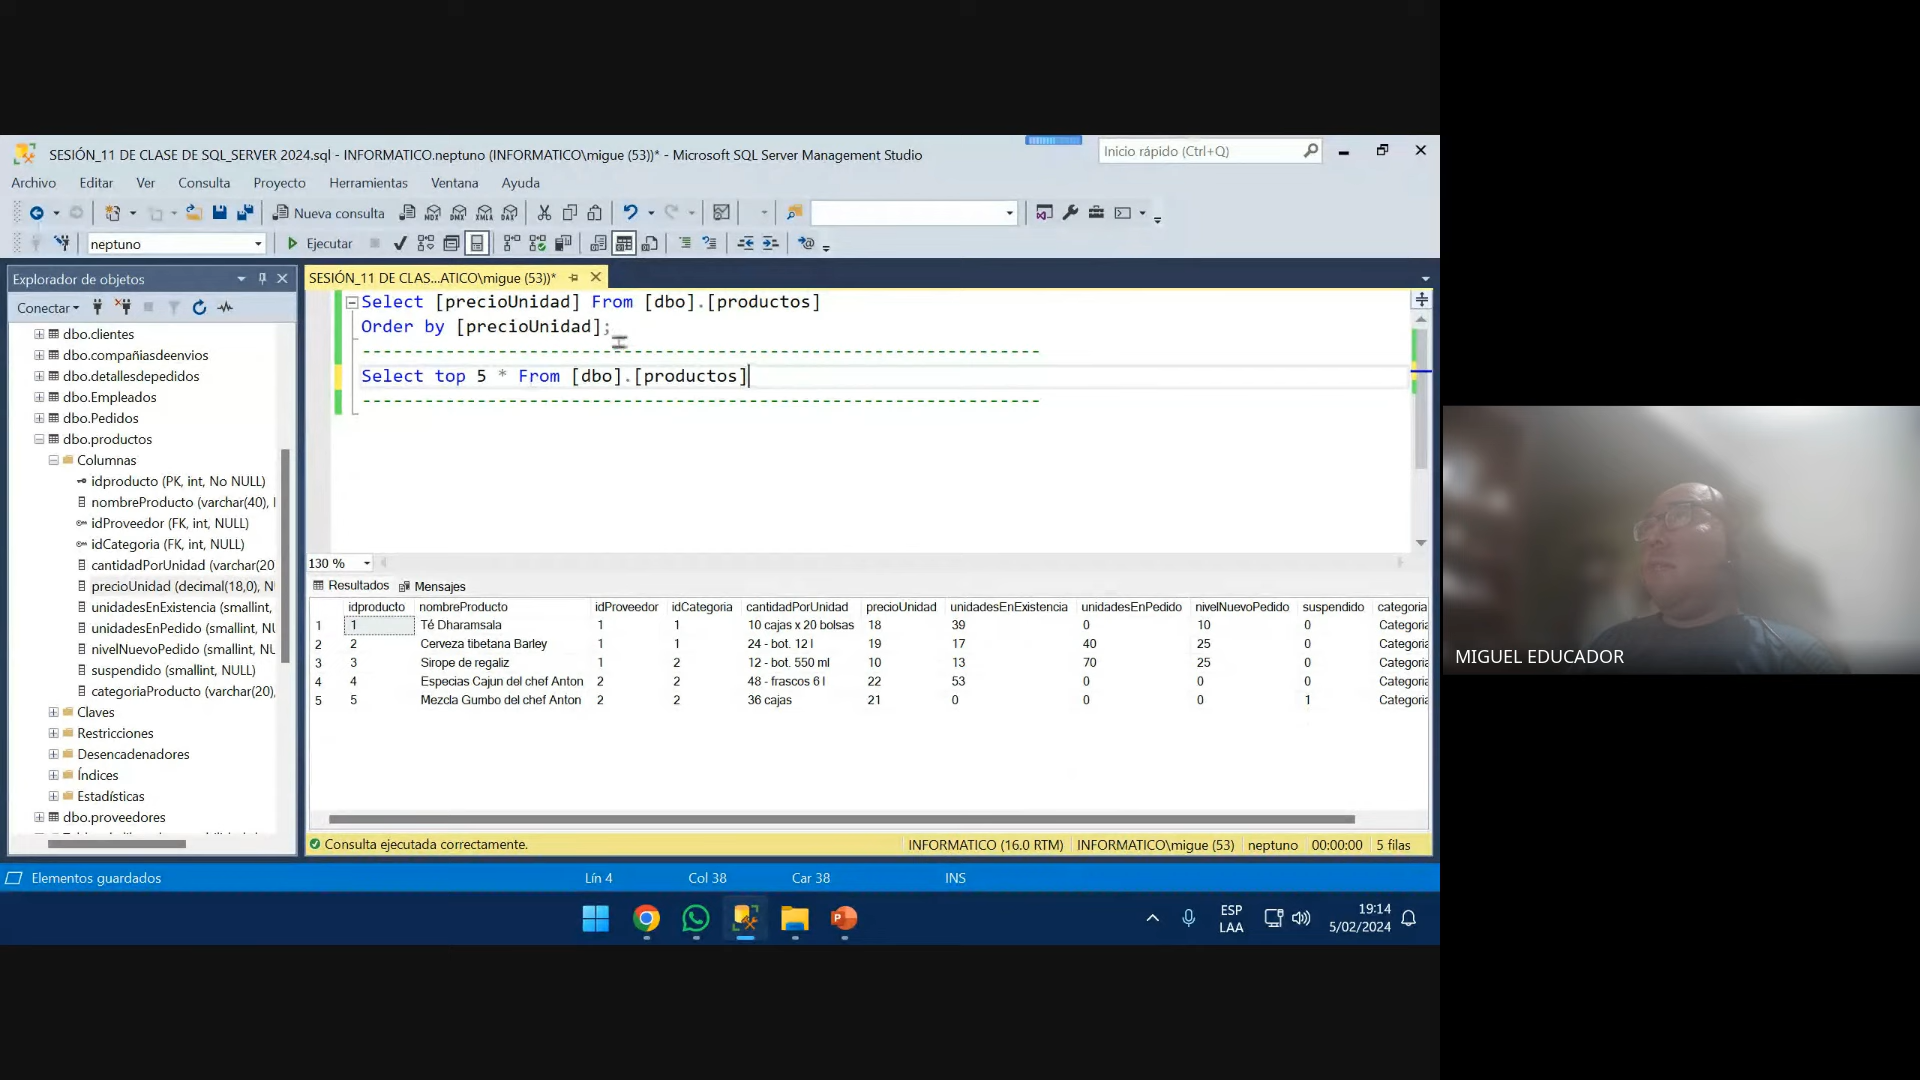 SESIÓN_11 DE CLASE DE SQL_SERVER 2024.sql - INFORMATICO.neptuno (INFORMATICO\migue (53))* - Microsoft SQL Server Management Studio
Inicio rápido (Ctrl+Q)
Archivo Editar Ver Consulta Proyecto Herramientas Ventana Ayuda
Nueva consulta
neptuno Ejecutar
Explorador de objetos
SESIÓN_11 DE CLAS...ATICO\migue (53))*
Conectar
dbo.clientes
dbo.compañiasdeenvios
dbo.detallesdepedidos
dbo.Empleados
dbo.Pedidos
dbo.productos
Columnas
idproducto (PK, int, No NULL)
nombreProducto (varchar(40), 
idProveedor (FK, int, NULL)
idCategoria (FK, int, NULL)
cantidadPorUnidad (varchar(20
precioUnidad (decimal(18,0), N
unidadesEnExistencia (smallint,
unidadesEnPedido (smallint, NU
nivelNuevoPedido (smallint, NU
suspendido (smallint, NULL)
categoriaProducto (varchar(20),
Claves
Restricciones
Desencadenadores
Índices
Estadísticas
dbo.proveedores
Select [precioUnidad] From [dbo].[productos]
Order by [precioUnidad];
-----------------------------------------------------------------
Select top 5 * From [dbo].[productos]
-----------------------------------------------------------------
130 %
Resultados Mensajes
idproducto nombreProducto idProveedor idCategoria cantidadPorUnidad precioUnidad unidadesEnExistencia unidadesEnPedido nivelNuevoPedido suspendido categoria
1 1 Té Dharamsala 1 1 10 cajas x 20 bolsas 18 39 0 10 0 Categoria
2 2 Cerveza tibetana Barley 1 1 24 - bot. 12 l 19 17 40 25 0 Categoria
3 3 Sirope de regaliz 1 2 12 - bot. 550 ml 10 13 70 25 0 Categoria
4 4 Especias Cajun del chef Anton 2 2 48 - frascos 6 l 22 53 0 0 0 Categoria
5 5 Mezcla Gumbo del chef Anton 2 2 36 cajas 21 0 0 0 1 Categoria
Consulta ejecutada correctamente. INFORMATICO (16.0 RTM) INFORMATICO\migue (53) neptuno 00:00:00 5 filas
Elementos guardados Lín 4 Col 38 Car 38 INS
ESP
LAA
19:14
5/02/2024
MIGUEL EDUCADOR